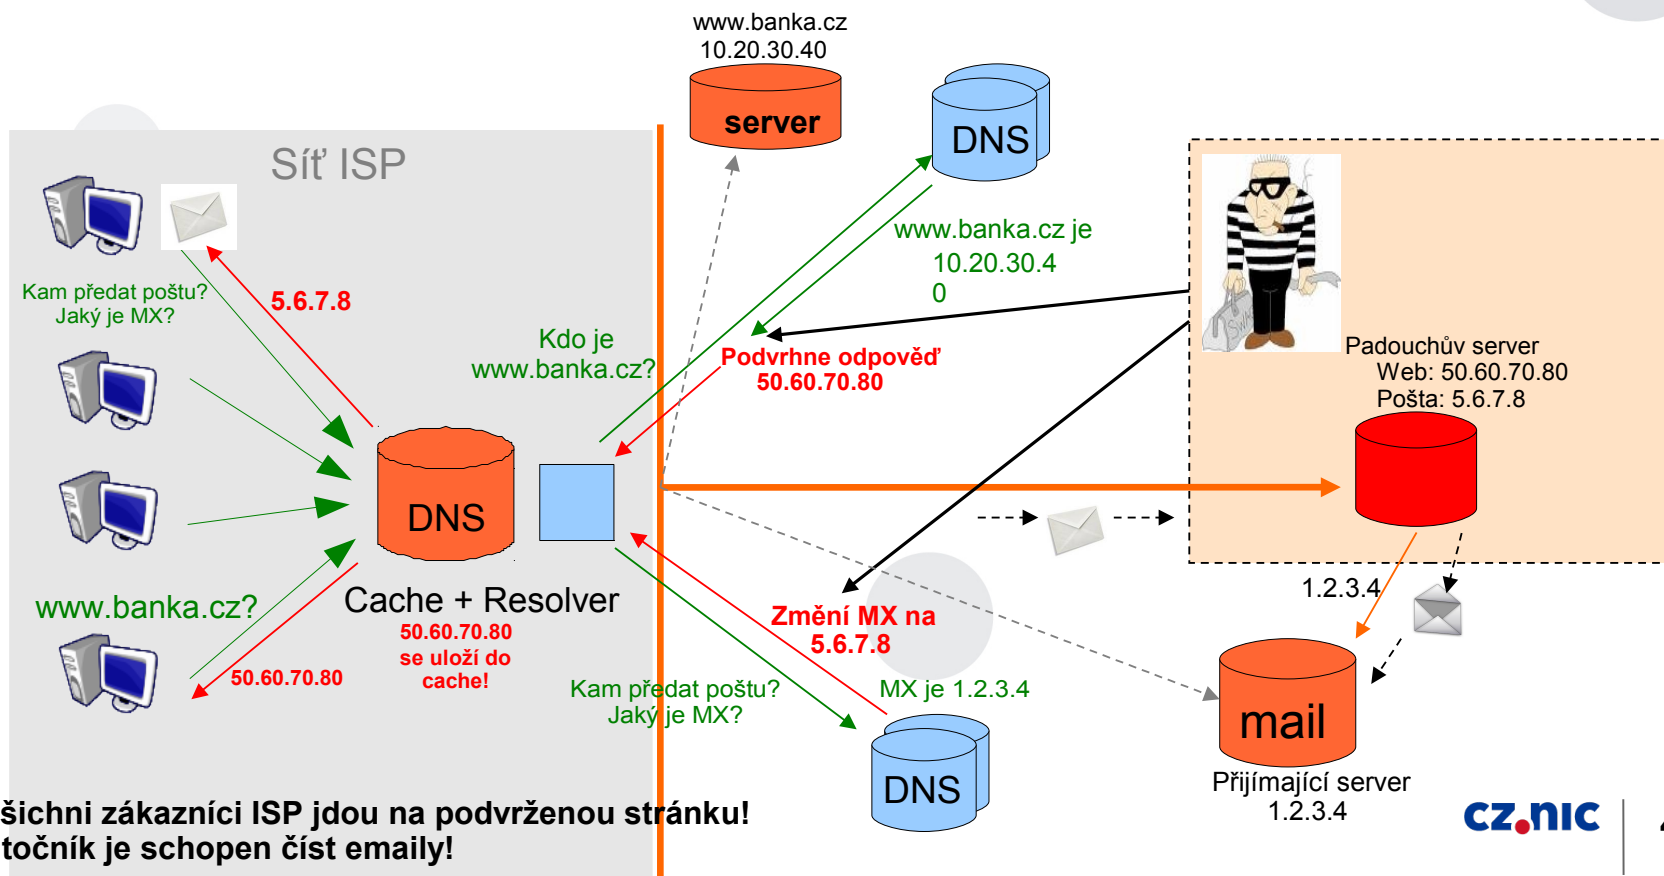 www.banka.cz
10.20.30.40
server
DNS
Síť ISP
www.banka.cz je
10.20.30.4
0
Kam předat poštu?
Jaký je MX?
5.6.7.8
Kdo je
www.banka.cz?
Podvrhne odpověď
50.60.70.80
Padouchův server
Web: 50.60.70.80
Pošta: 5.6.7.8
DNS
Cache + Resolver
50.60.70.80
se uloží do
cache!
www.banka.cz?
50.60.70.80
1.2.3.4
Změní MX na
5.6.7.8
Kam předat poštu?
Jaký je MX?
MX je 1.2.3.4
DNS
mail
Přijímající server
1.2.3.4
šichni zákazníci ISP jdou na podvrženou stránku!
točník je schopen číst emaily!
cz.nic